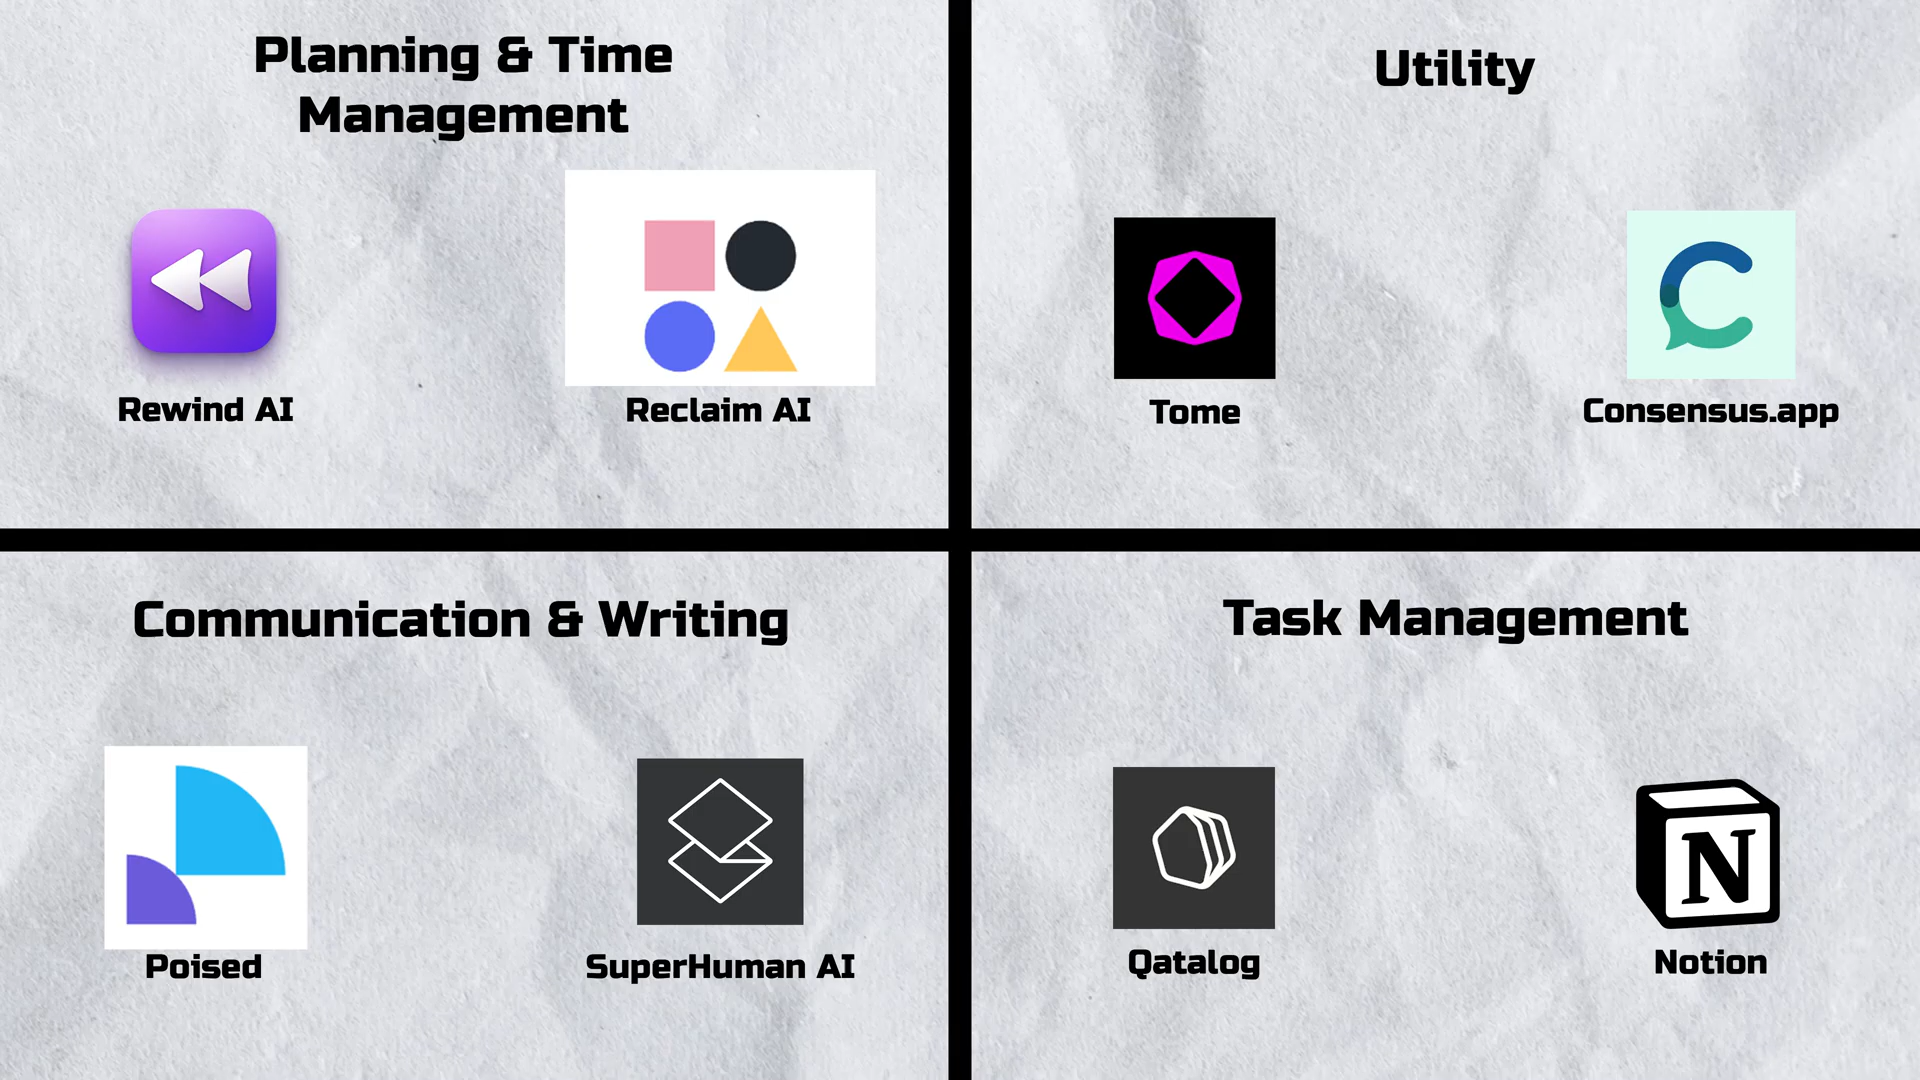 Planning & Time
Management
Rewind AI
Reclaim AI
Utility
Tome
Consensus.app
Communication & Writing
Poised
SuperHuman AI
Task Management
Qatalog
N
Notion